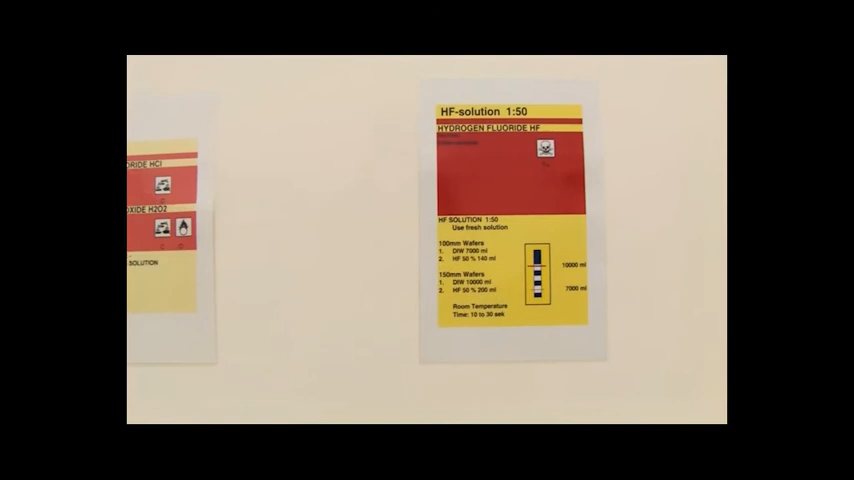 ORIDE HCl
C
OXIDE H2O2
C O
SOLUTION
HF-solution 1:50
HYDROGEN FLUORIDE HF
HF SOLUTION 1:50
Use fresh solution
100mm Wafers
1. DIW 7000 ml
2. HF 50 % 140 ml
150mm Wafers
1. DIW 10000 ml
2. HF 50 % 200 ml
10000 ml
7000 ml
Room Temperature
Time: 10 to 30 sek